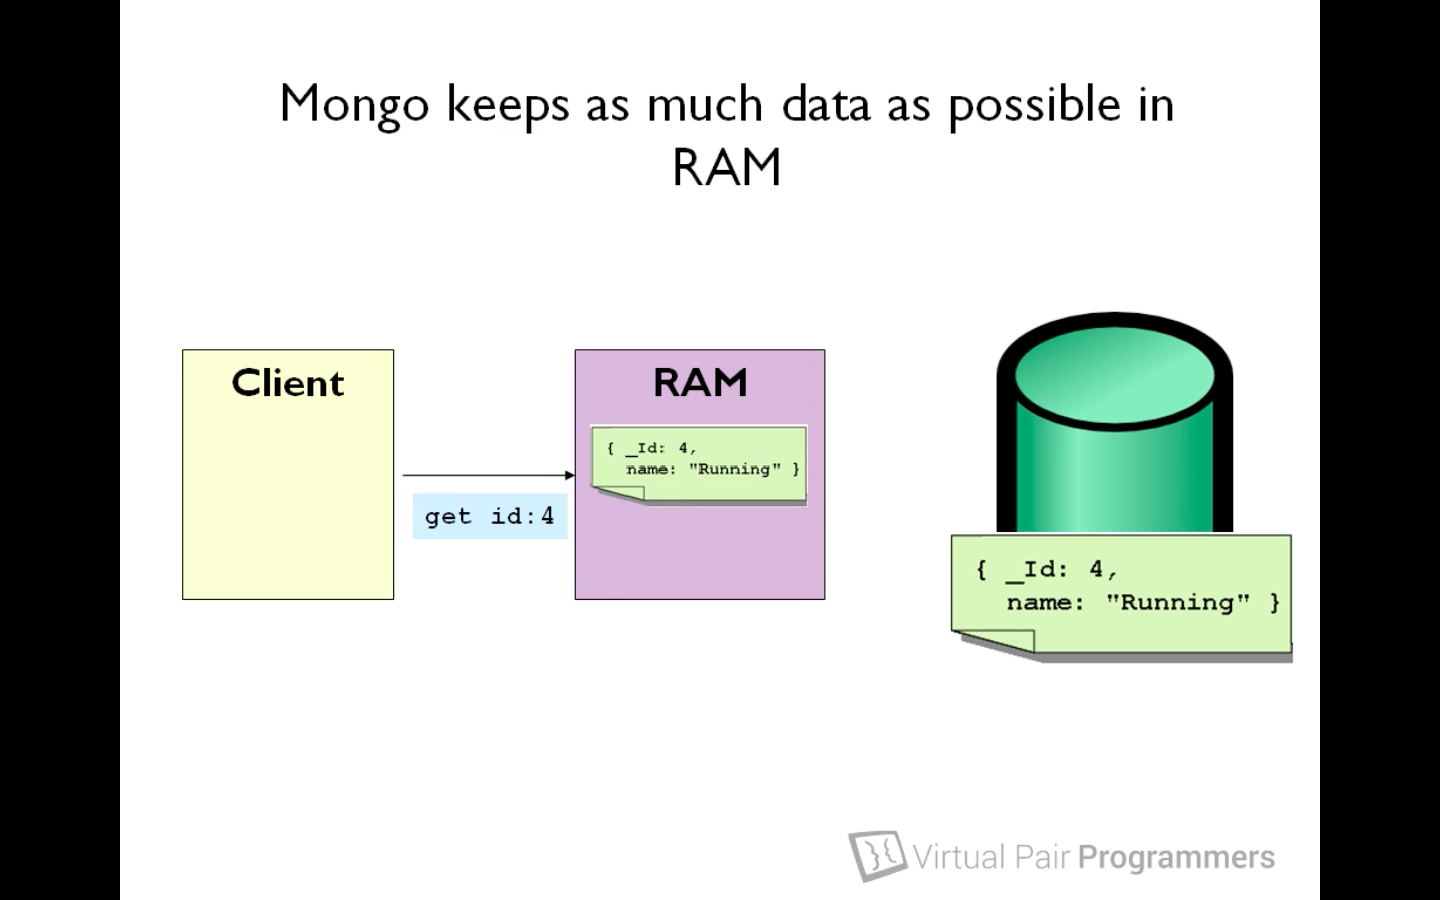 Mongo keeps as much data as possible in
RAM
Client
RAM
{ _Id: 4,
name: "Running" }
get id:4
{ _Id: 4,
name: "Running" }
Virtual Pair Programmers